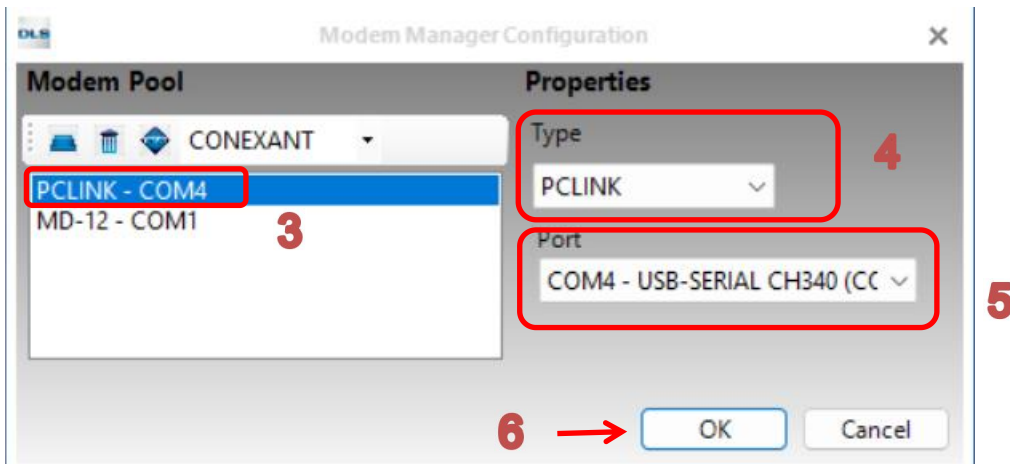 DLS
Modem Manager Configuration
Modem Pool
Properties
CONEXANT
Type
4
PCLINK
PCLINK - COM4
MD-12 - COM1
3
Port
COM4 - USB-SERIAL CH340 (CC
5
6
OK
Cancel